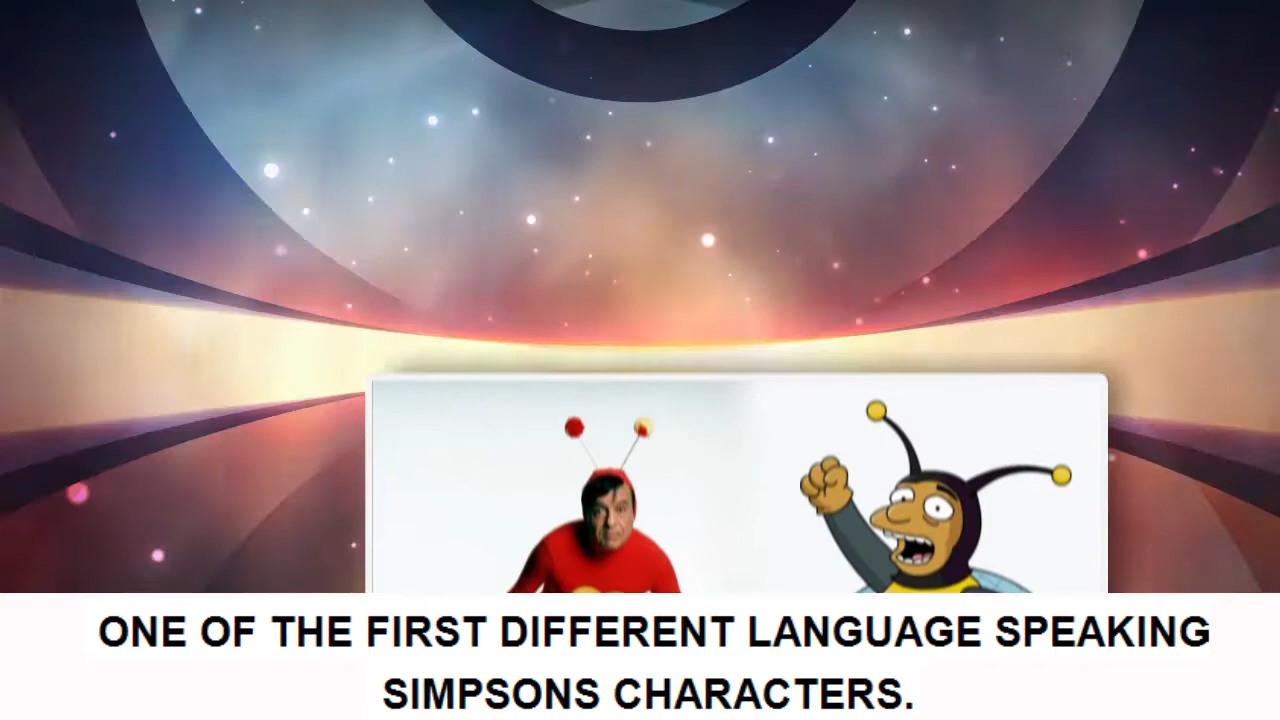 ONE OF THE FIRST DIFFERENT LANGUAGE SPEAKING
SIMPSONS CHARACTERS.